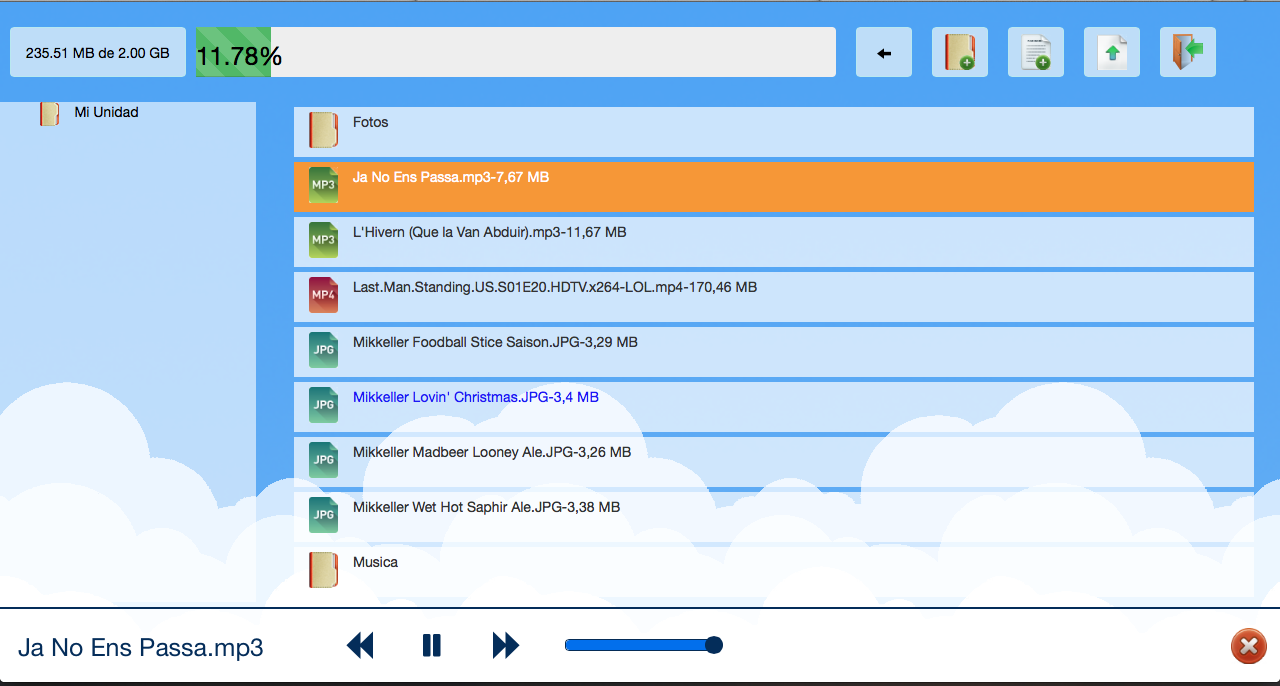 235.51 MB de 2.00 GB
11.78%
Mi Unidad
Fotos
MP3 Ja No Ens Passa.mp3-7,67 MB
MP3 L'Hivern (Que la Van Abduir).mp3-11,67 MB
MP4 Last.Man.Standing.US.S01E20.HDTV.x264-LOL.mp4-170,46 MB
JPG Mikkeller Foodball Stice Saison.JPG-3,29 MB
JPG Mikkeller Lovin' Christmas.JPG-3,4 MB
JPG Mikkeller Madbeer Looney Ale.JPG-3,26 MB
JPG Mikkeller Wet Hot Saphir Ale.JPG-3,38 MB
Musica
Ja No Ens Passa.mp3